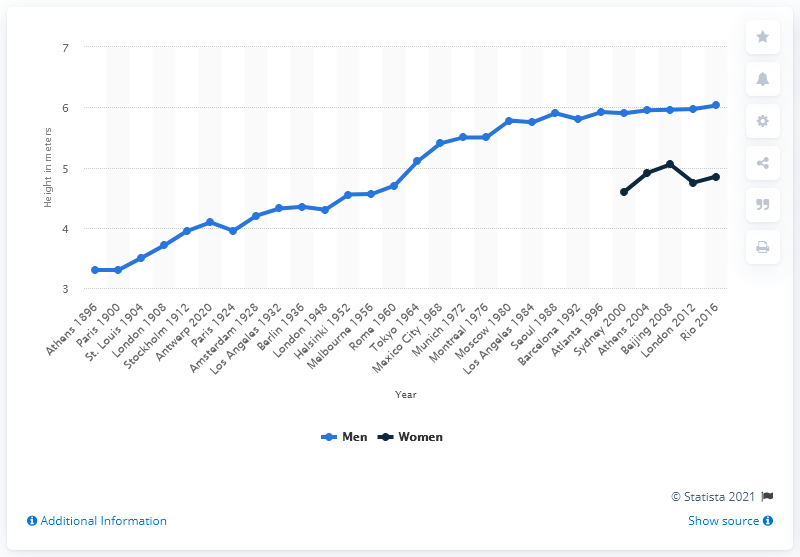 7
6
5
4
3
Height in meters
Athens 1896
Paris 1900
St. Louis 1904
London 1908
Stockholm 1912
Antwerp 2020
Paris 1924
Amsterdam 1928
Los Angeles 1932
Berlin 1936
London 1948
Helsinki 1952
Melbourne 1956
Rome 1960
Tokyo 1964
Mexico City 1968
Munich 1972
Montreal 1976
Moscow 1980
Los Angeles 1984
Seoul 1988
Barcelona 1992
Atlanta 1996
Sydney 2000
Athens 2004
Beijing 2008
London 2012
Rio 2016
Year
Men Women
© Statista 2021
Additional Information Show source